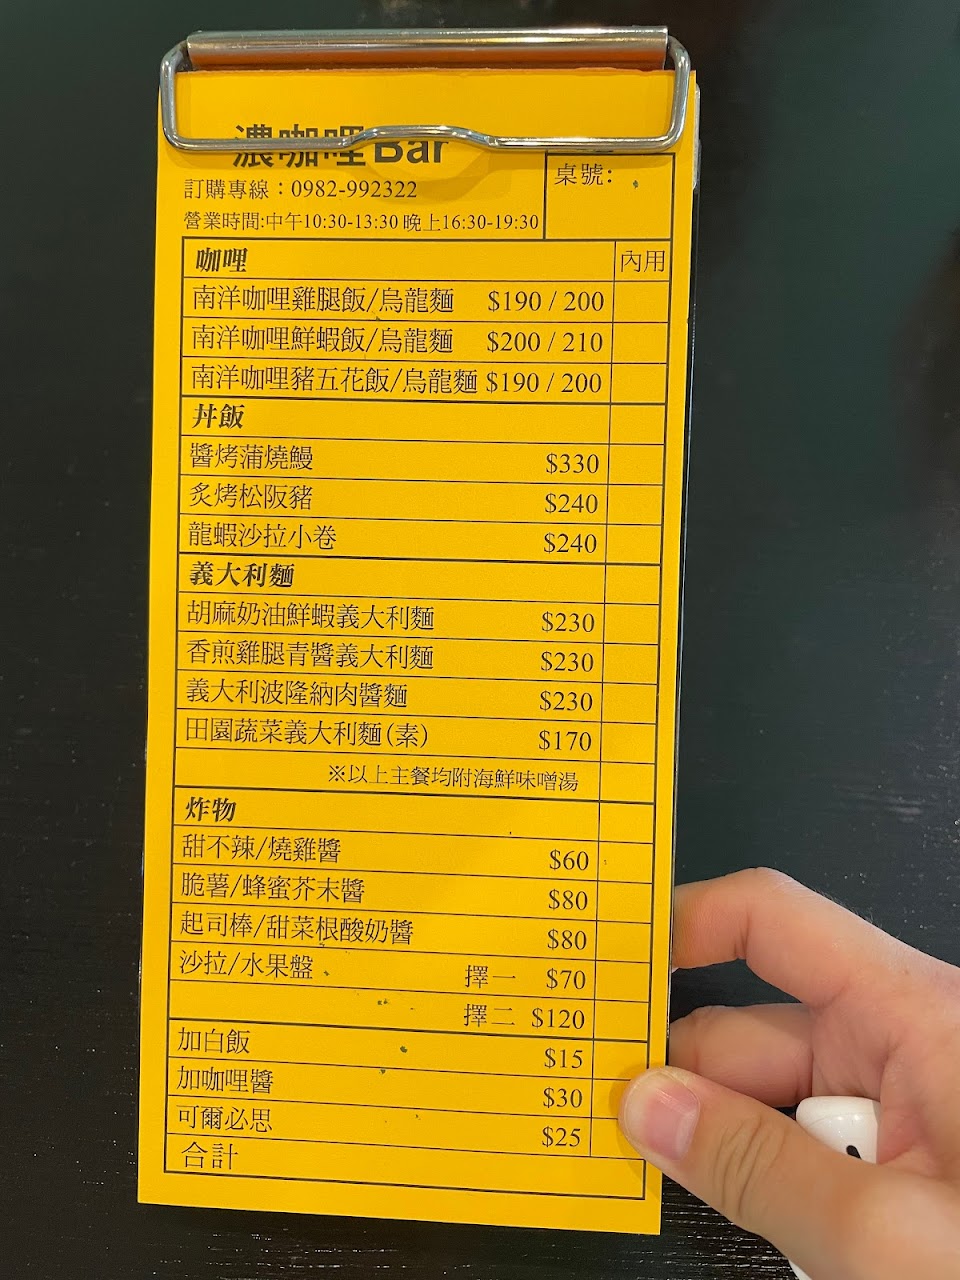 濃咖哩Bar
訂購專線：0982-992322
桌號:
營業時間:中午10:30-13:30 晚上16:30-19:30
咖哩 內用
南洋咖哩雞腿飯/烏龍麵 $190 / 200
南洋咖哩鮮蝦飯/烏龍麵 $200 / 210
南洋咖哩豬五花飯/烏龍麵 $190 / 200
丼飯
醬烤蒲燒鰻 $330
炙烤松阪豬 $240
龍蝦沙拉小卷 $240
義大利麵
胡麻奶油鮮蝦義大利麵 $230
香煎雞腿青醬義大利麵 $230
義大利波隆納肉醬麵 $230
田園蔬菜義大利麵(素) $170
※以上主餐均附海鮮味噌湯
炸物
甜不辣/燒雞醬 $60
脆薯/蜂蜜芥末醬 $80
起司棒/甜菜根酸奶醬 $80
沙拉/水果盤 擇一 $70
擇二 $120
加白飯 $15
加咖哩醬 $30
可爾必思 $25
合計